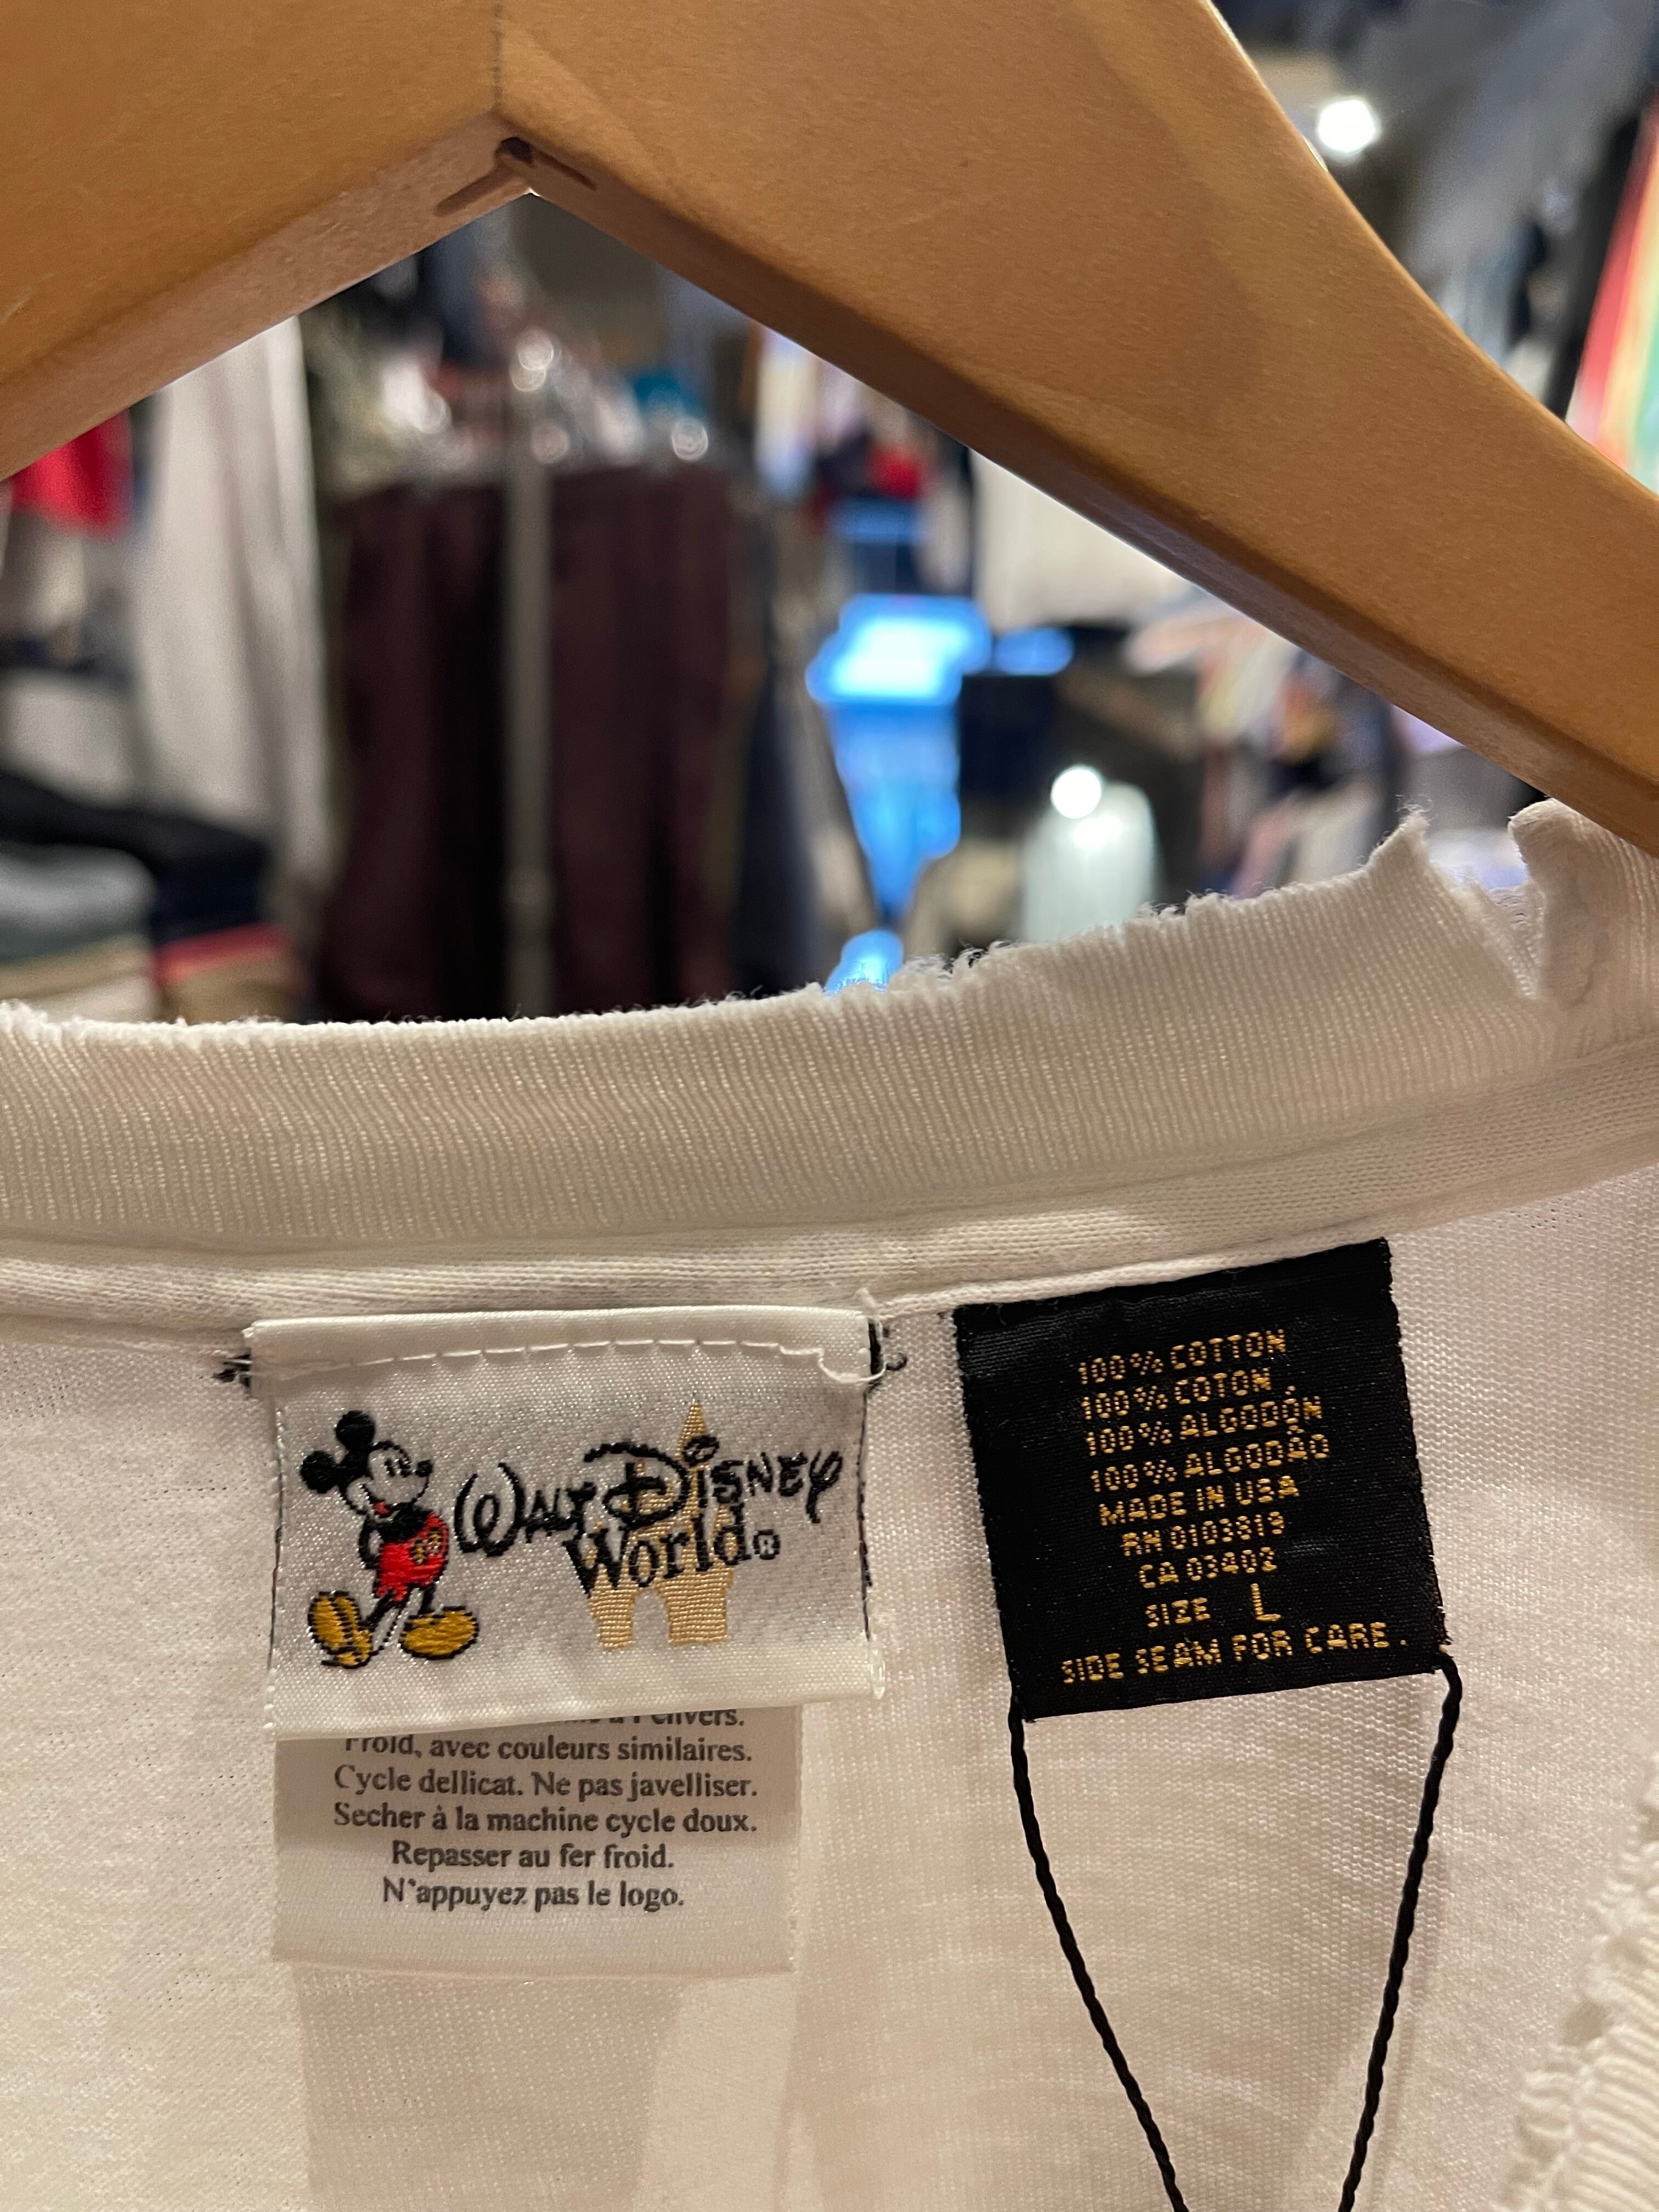 WALT DISNEY
World®
à l'envers.
Froid, avec couleurs similaires.
Cycle dellicat. Ne pas javelliser.
Secher à la machine cycle doux.
Repasser au fer froid.
N'appuyez pas le logo.
100% COTTON
100% COTON
100% ALGODÓN
100% ALGODÃO
MADE IN USA
RN 0103819
CA 03402
SIZE L
SIDE SEAM FOR CARE.